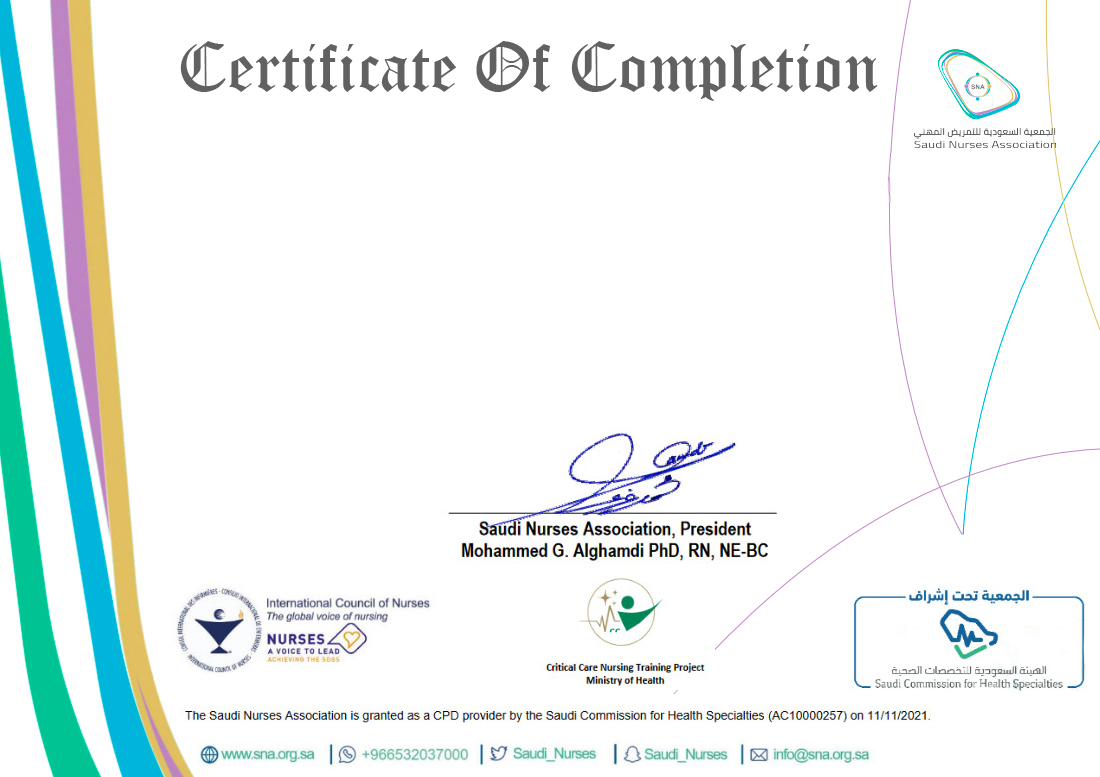 Certificate Of Completion
SNA
الجمعية السعودية للتمريض المهني
Saudi Nurses Association
Saudi Nurses Association, President
Mohammed G. Alghamdi PhD, RN, NE-BC
International Council of Nurses
The global voice of nursing
NURSES
A VOICE TO LEAD
ACHIEVING THE SDGS
CC
Critical Care Nursing Training Project
Ministry of Health
الجمعية تحت إشراف
الهيئة السعودية للتخصصات الصحية
Saudi Commission for Health Specialties
The Saudi Nurses Association is granted as a CPD provider by the Saudi Commission for Health Specialties (AC10000257) on 11/11/2021.
www.sna.org.sa | +966532037000 | Saudi_Nurses | Saudi_Nurses | info@sna.org.sa